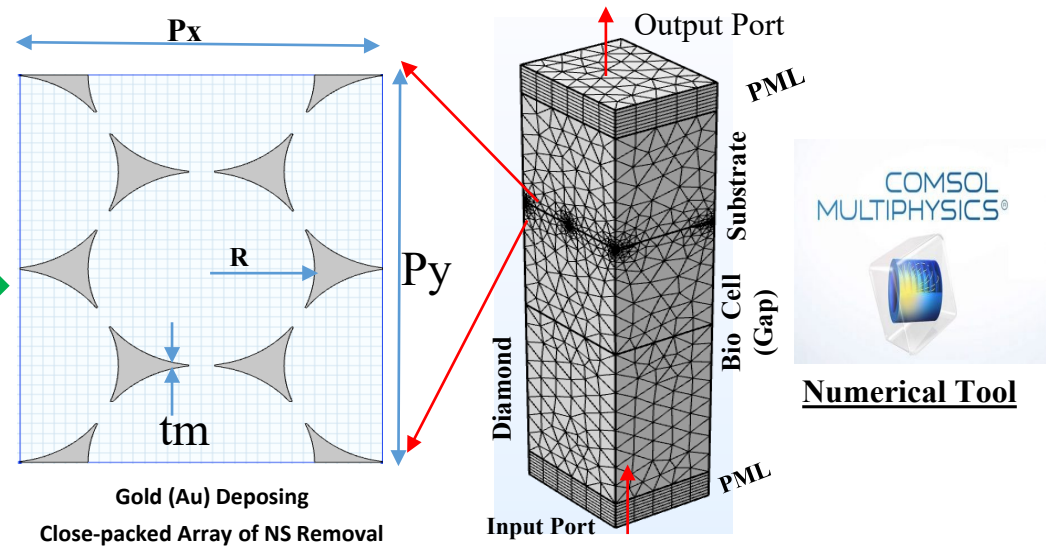 Px
R
Py
tm
Gold (Au) Deposing
Close-packed Array of NS Removal
Output Port
PML
Substrate
Bio Cell
(Gap)
Diamond
PML
Input Port
COMSOL
MULTIPHYSICS®
Numerical Tool